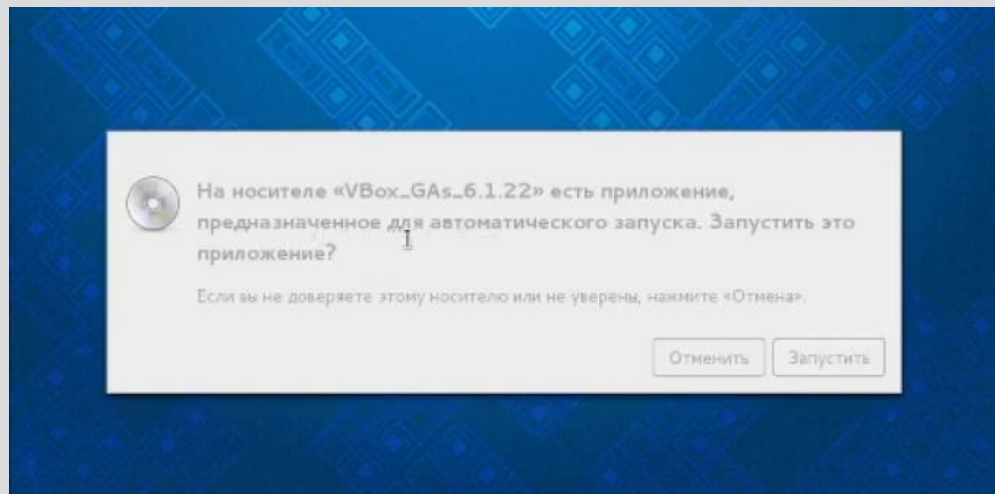 На носителе «VBox_GAs_6.1.22» есть приложение,
предназначенное для автоматического запуска. Запустить это
приложение?
Если вы не доверяете этому носителю или не уверены, нажмите «Отмена».
Отменить
Запустить